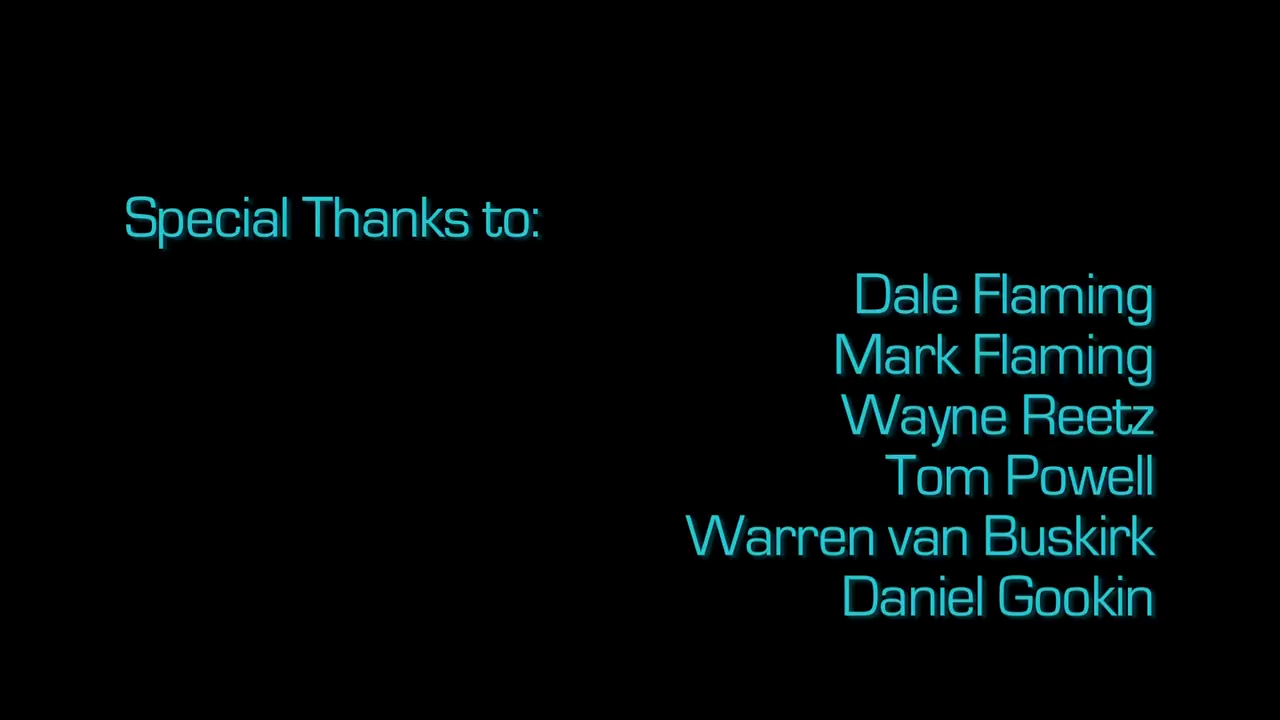 Special Thanks to:
Dale Flaming
Mark Flaming
Wayne Reetz
Tom Powell
Warren van Buskirk
Daniel Gookin